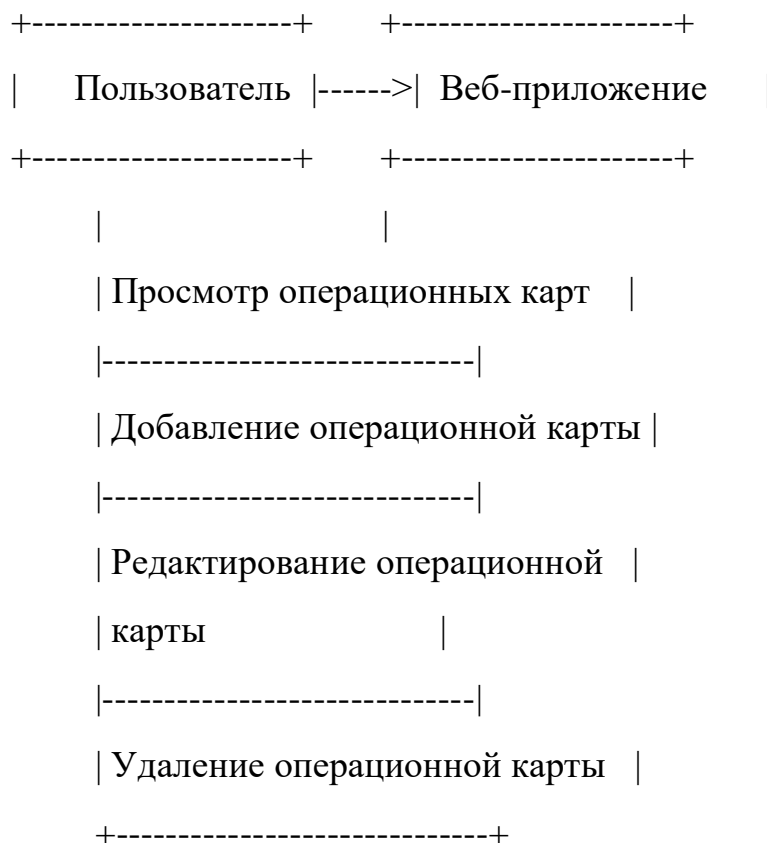 +---------------------+ +----------------------+
| Пользователь |------>| Веб-приложение |
+---------------------+ +----------------------+
| |
| Просмотр операционных карт |
|------------------------------|
| Добавление операционной карты |
|------------------------------|
| Редактирование операционной |
| карты |
|------------------------------|
| Удаление операционной карты |
+------------------------------+